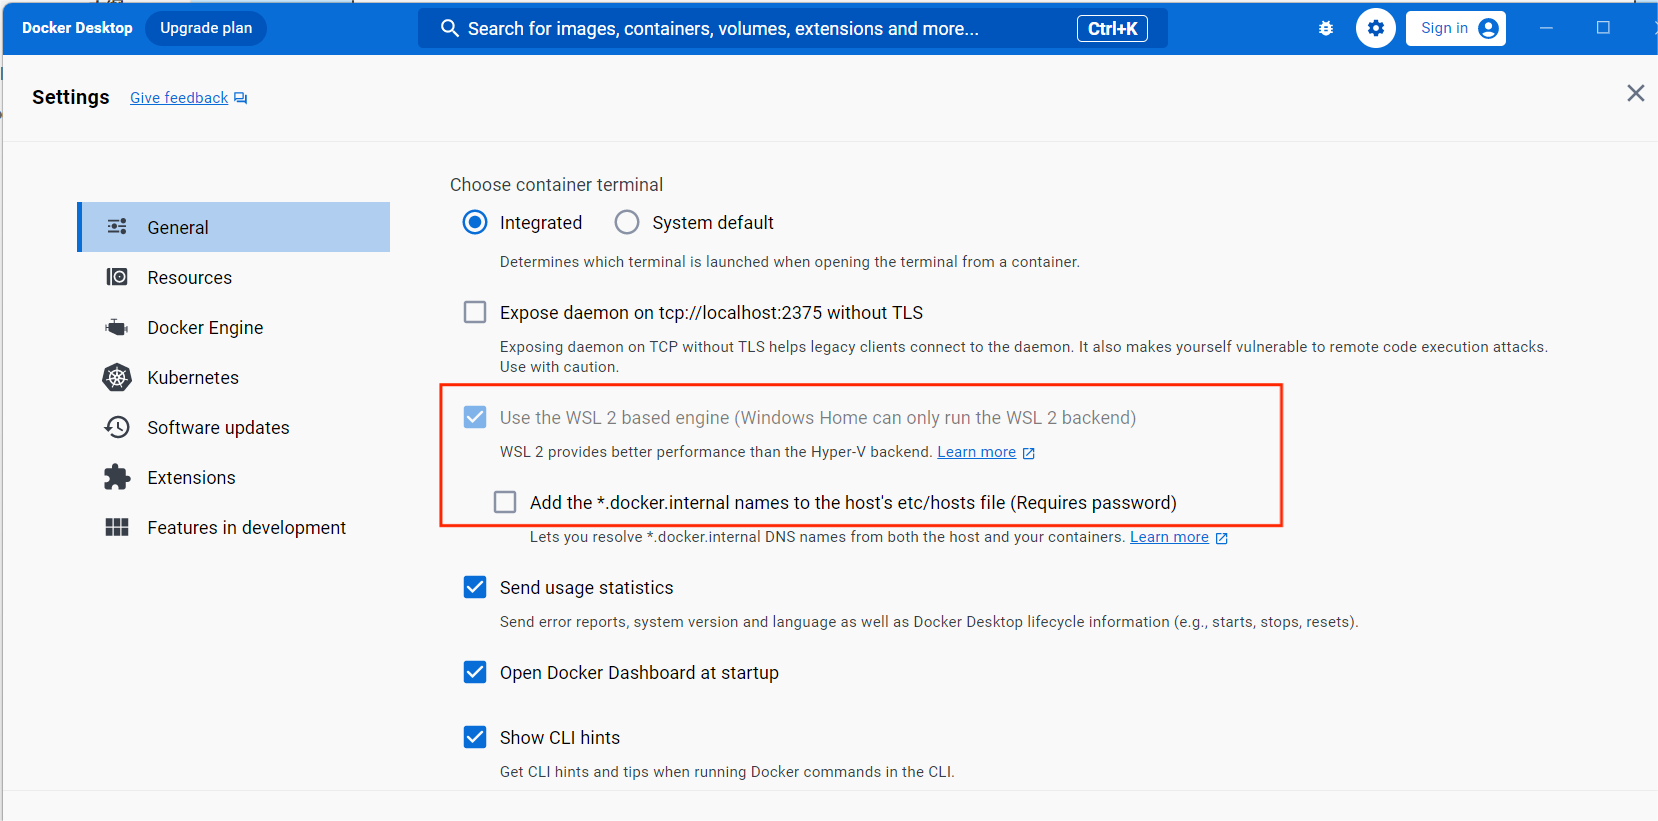 Docker Desktop Upgrade plan Search for images, containers, volumes, extensions and more... Ctrl+K Sign in
Settings Give feedback
General
Resources
Docker Engine
Kubernetes
Software updates
Extensions
Features in development
Choose container terminal
Integrated System default
Determines which terminal is launched when opening the terminal from a container.
Expose daemon on tcp://localhost:2375 without TLS
Exposing daemon on TCP without TLS helps legacy clients connect to the daemon. It also makes yourself vulnerable to remote code execution attacks.
Use with caution.
Use the WSL 2 based engine (Windows Home can only run the WSL 2 backend)
WSL 2 provides better performance than the Hyper-V backend. Learn more
Add the *.docker.internal names to the host's etc/hosts file (Requires password)
Lets you resolve *.docker.internal DNS names from both the host and your containers. Learn more
Send usage statistics
Send error reports, system version and language as well as Docker Desktop lifecycle information (e.g., starts, stops, resets).
Open Docker Dashboard at startup
Show CLI hints
Get CLI hints and tips when running Docker commands in the CLI.